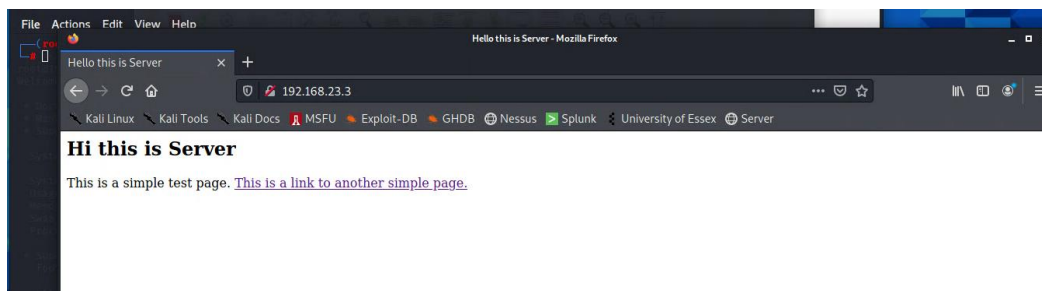 File Actions Edit View Help
Hello this is Server - Mozilla Firefox
Hello this is Server
192.168.23.3
Kali Linux Kali Tools Kali Docs MSFU Exploit-DB GHDB Nessus Splunk University of Essex Server
Hi this is Server
This is a simple test page. This is a link to another simple page.